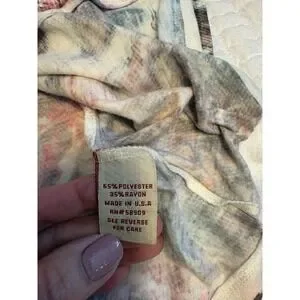 65% POLYESTER
35% RAYON
MADE IN U.S.A
RN# 58509
SEE REVERSE
FOR CARE